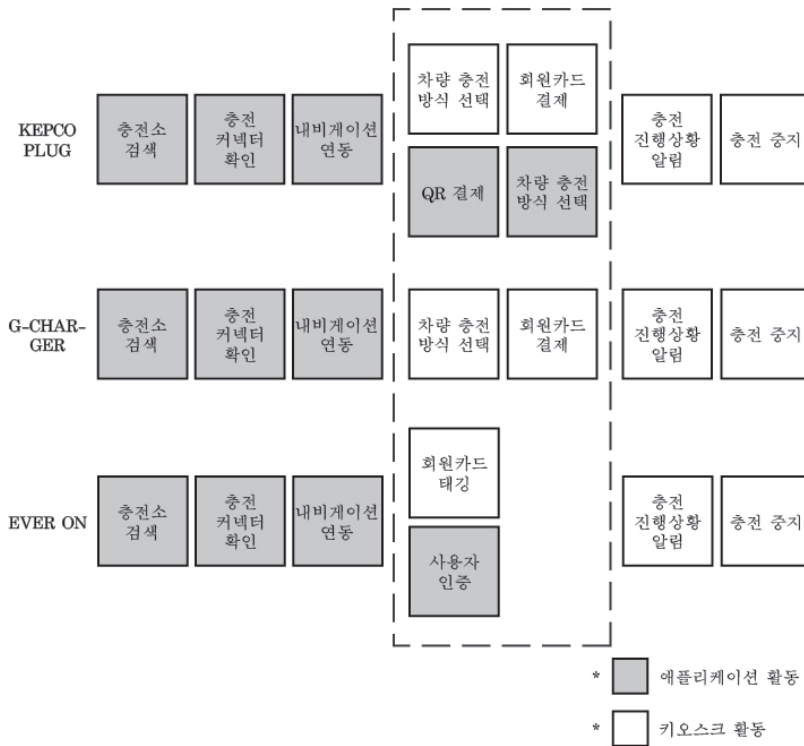 KEPCO
PLUG
충전소
검색
충전
커넥터
확인
내비게이션
연동
차량 충전
방식 선택
회원카드
결제
QR 결제
차량 충전
방식 선택
충전
진행상황
알림
충전 중지
G-CHAR-
GER
충전소
검색
충전
커넥터
확인
내비게이션
연동
차량 충전
방식 선택
회원카드
결제
충전
진행상황
알림
충전 중지
EVER ON
충전소
검색
충전
커넥터
확인
내비게이션
연동
회원카드
태깅
사용자
인증
충전
진행상황
알림
충전 중지
* 애플리케이션 활동
* 키오스크 활동